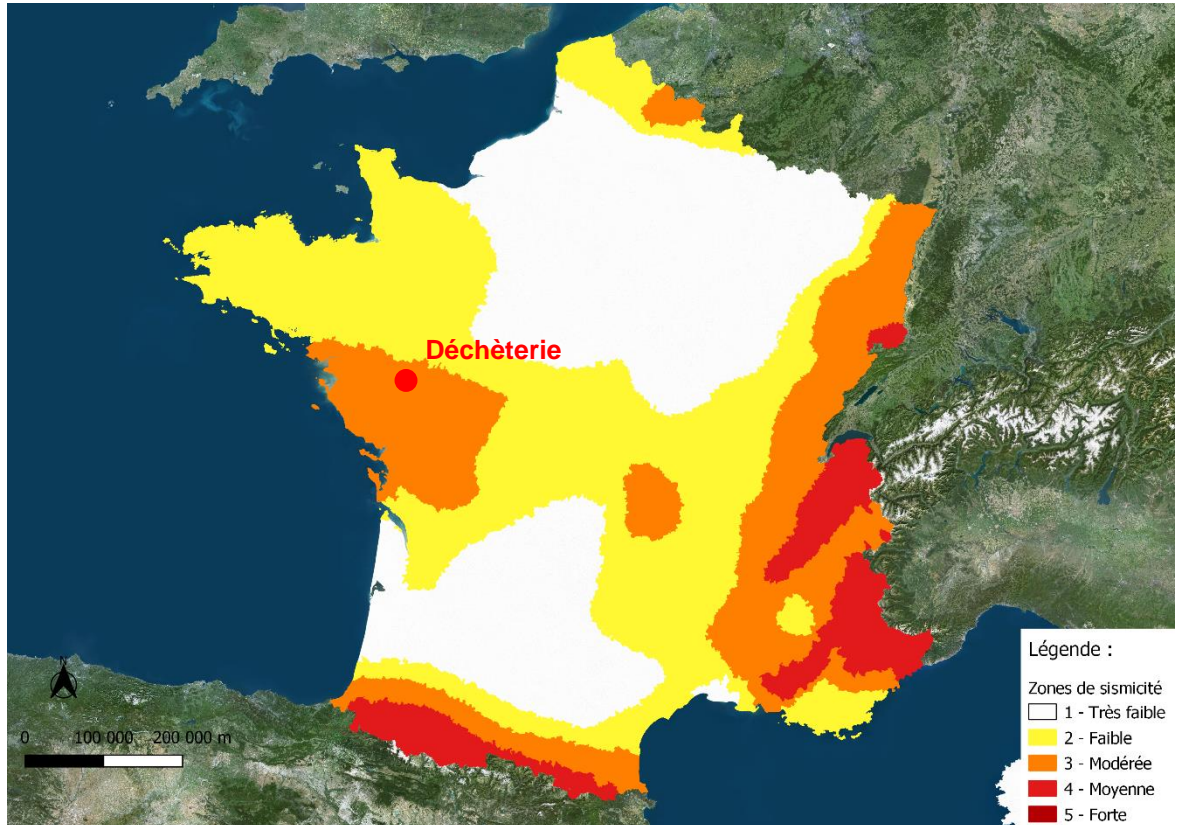 Déchèterie
N
0 100 000 200 000 m
Légende :
Zones de sismicité
1 - Très faible
2 - Faible
3 - Modérée
4 - Moyenne
5 - Forte